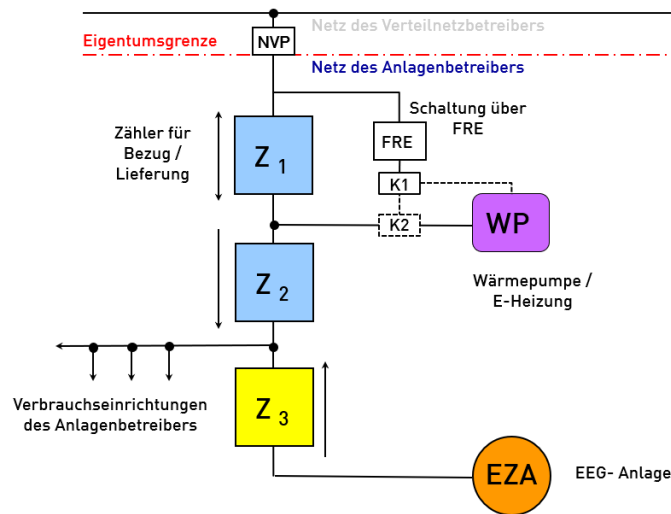 Netz des Verteilnetzbetreibers
Eigentumsgrenze
NVP
Netz des Anlagenbetreibers
Zähler für
Bezug /
Lieferung
Z 1
Schaltung über
FRE
FRE
K1
K2
WP
Wärmepumpe /
E-Heizung
Z 2
Verbrauchseinrichtungen
des Anlagenbetreibers
Z 3
EZA
EEG- Anlage